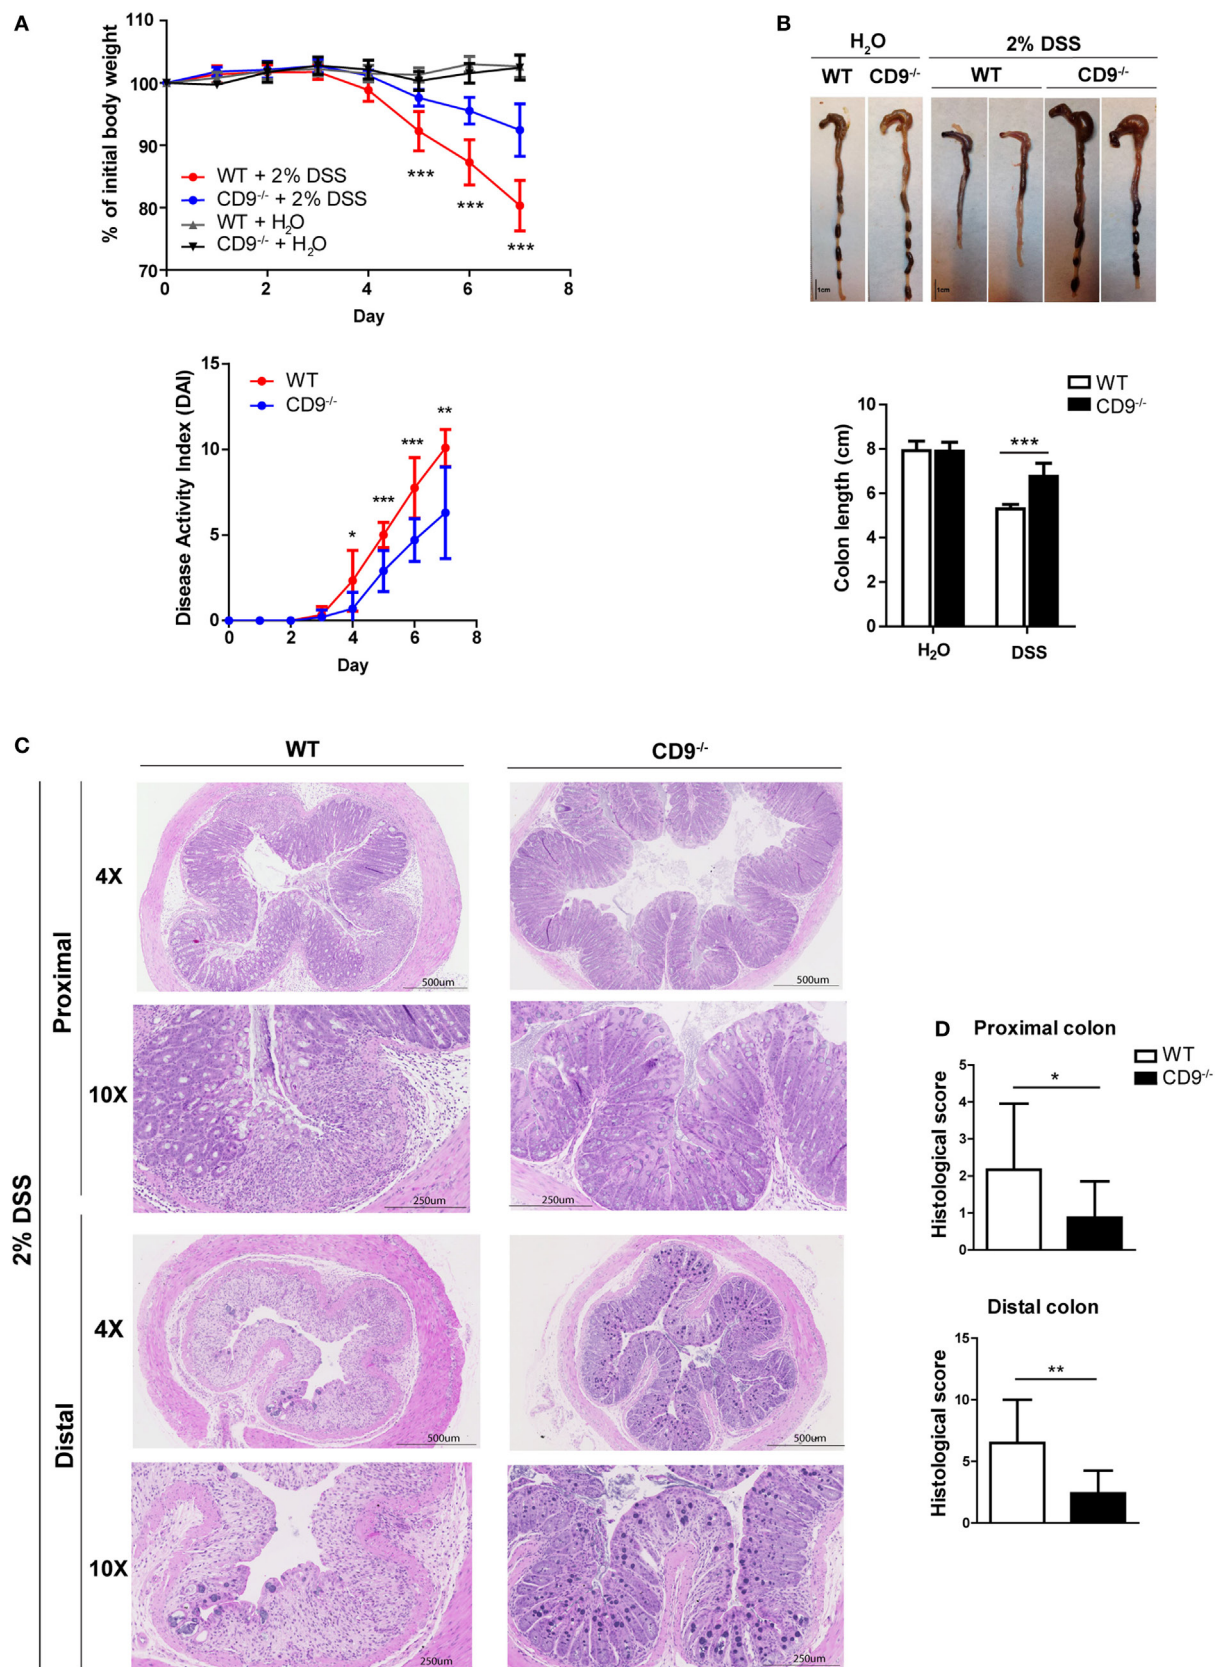 A
% of initial body weight
110
100
90
80
70
WT + 2% DSS
CD9-/- + 2% DSS
WT + H2O
CD9-/- + H2O
***
***
***
0
2
4
6
8
Day
Disease Activity Index (DAI)
15
10
5
0
WT
CD9-/-
*
***
***
**
0
2
4
6
8
Day
B
H2O
2% DSS
WT
CD9-/-
WT
CD9-/-
1cm
1cm
WT
CD9-/-
Colon length (cm)
10
8
6
4
2
0
***
H2O
DSS
C
WT
CD9-/-
2% DSS
Proximal
4X
500um
500um
10X
250um
250um
Distal
4X
500um
500um
10X
250um
250um
D
Proximal colon
WT
CD9-/-
Histological score
5
4
3
2
1
0
*
Distal colon
Histological score
15
10
5
0
**